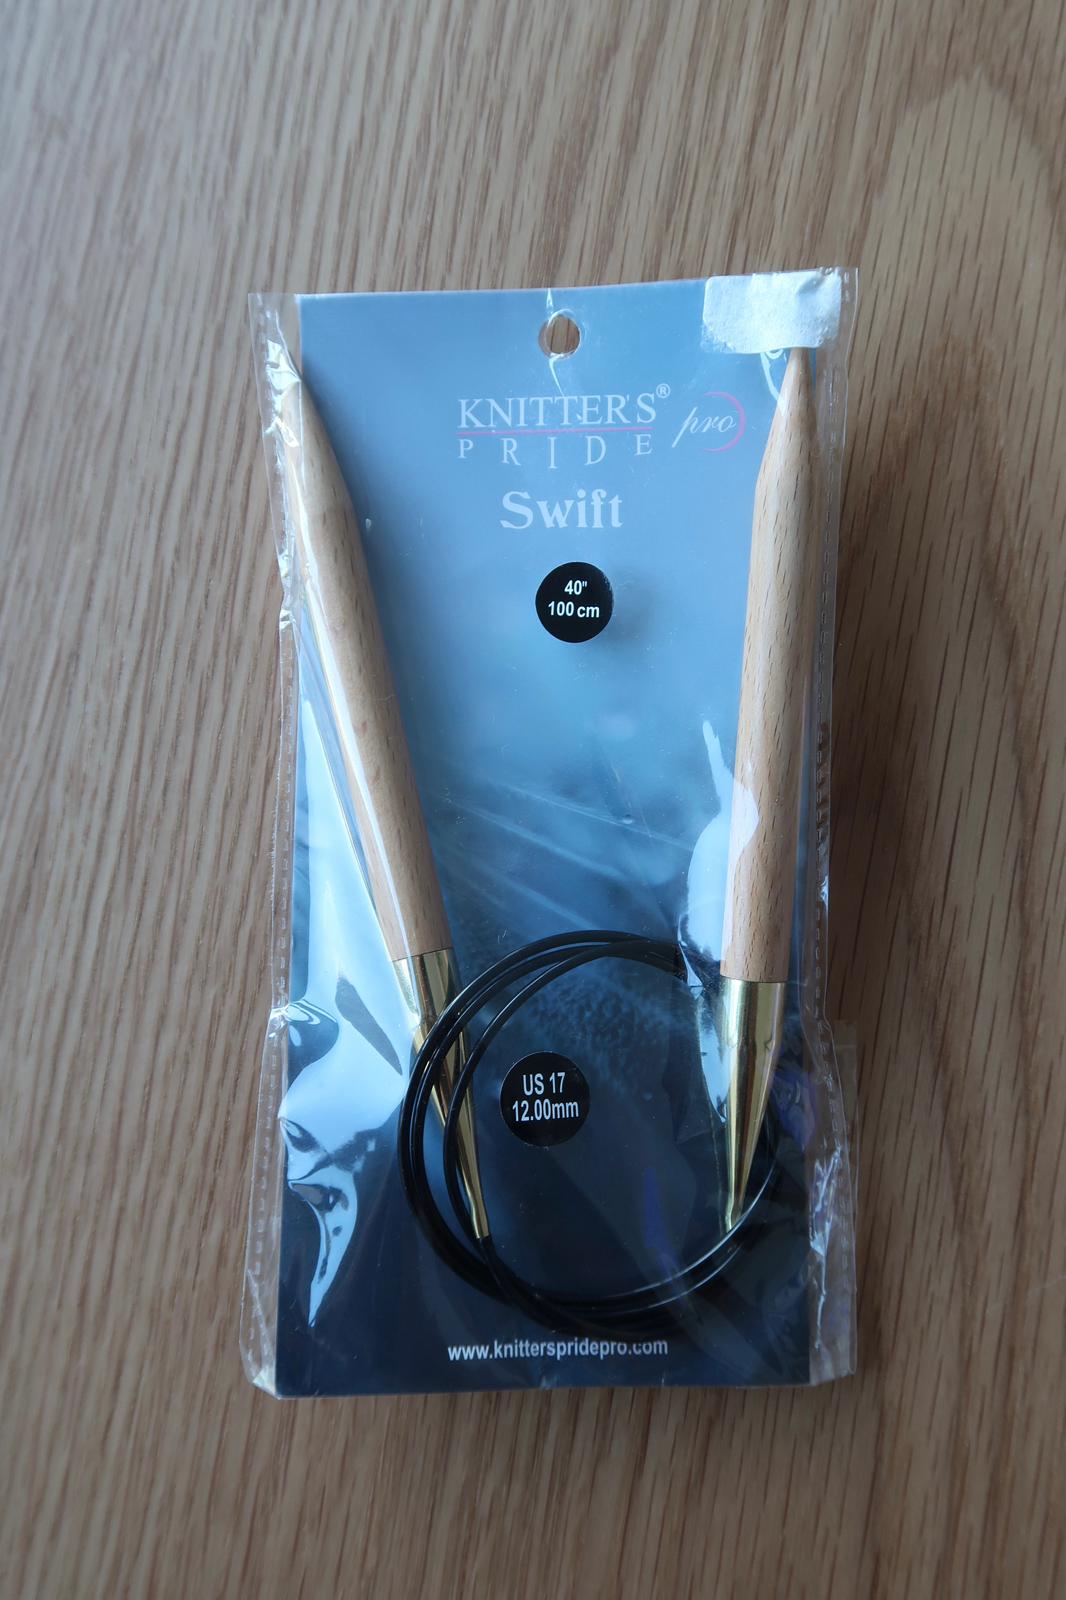 KNITTER'S®
PRIDE pro
Swift
40"
100 cm
US 17
12.00mm
www.knitterspridepro.com